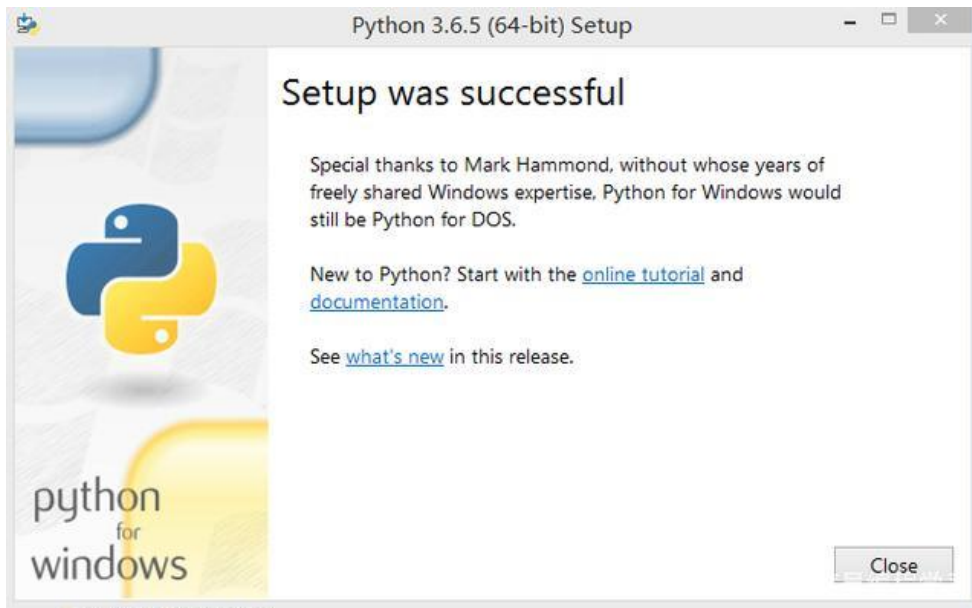 Python 3.6.5 (64-bit) Setup
Setup was successful
Special thanks to Mark Hammond, without whose years of
freely shared Windows expertise, Python for Windows would
still be Python for DOS.
New to Python? Start with the online tutorial and
documentation.
See what's new in this release.
python
for
windows
Close